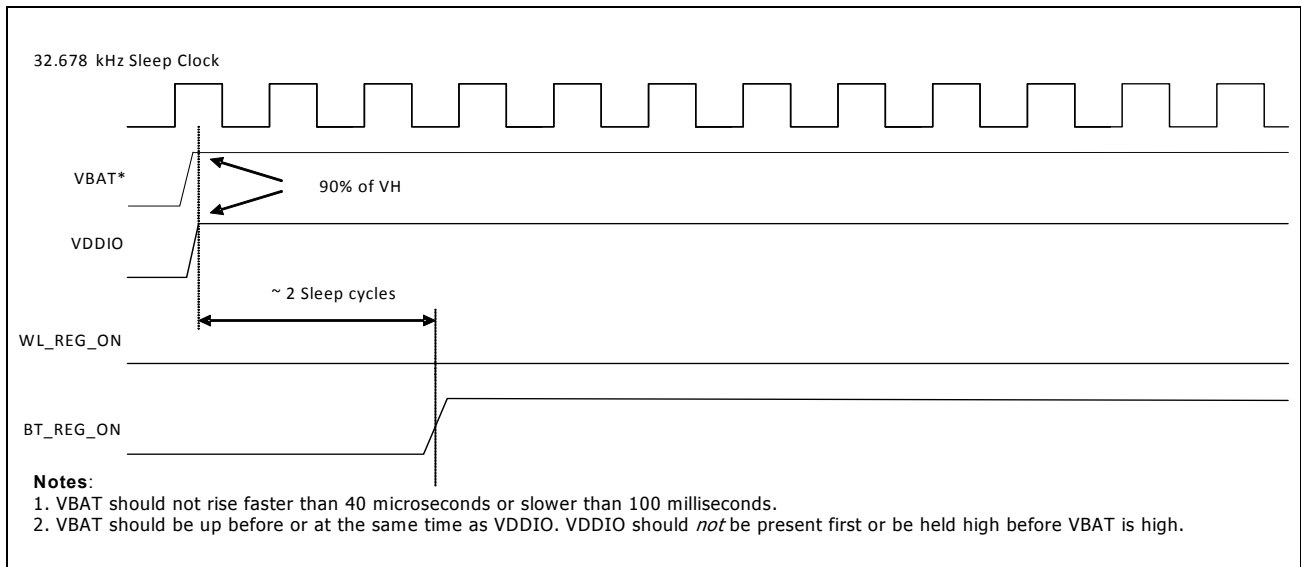 32.678 kHz Sleep Clock
VBAT*
90% of VH
VDDIO
~ 2 Sleep cycles
WL_REG_ON
BT_REG_ON
Notes:
1. VBAT should not rise faster than 40 microseconds or slower than 100 milliseconds.
2. VBAT should be up before or at the same time as VDDIO. VDDIO should not be present first or be held high before VBAT is high.